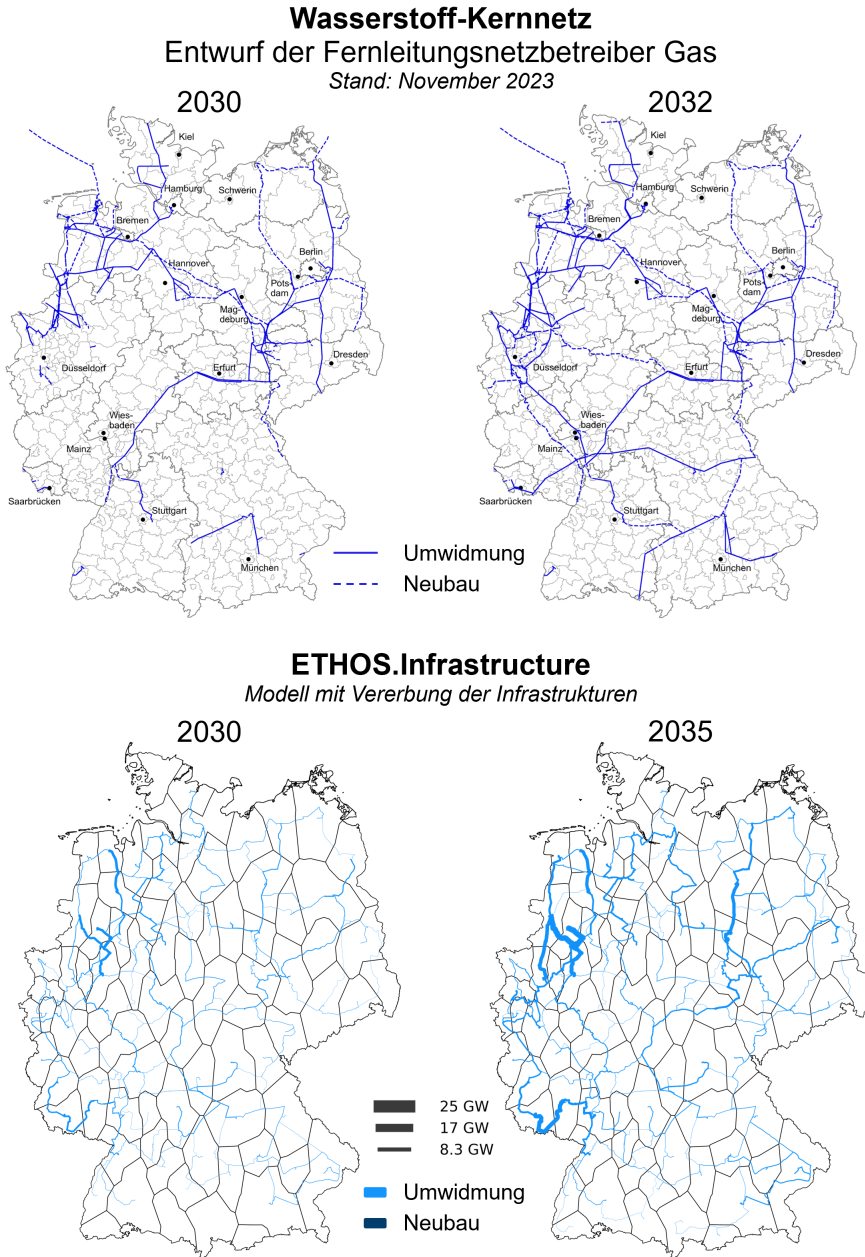 Wasserstoff-Kernnetz
Entwurf der Fernleitungsnetzbetreiber Gas
Stand: November 2023
2030
2032
Kiel
Hamburg
Schwerin
Bremen
Berlin
Hannover
Pots-
dam
Mag-
deburg
Düsseldorf
Erfurt
Dresden
Wies-
baden
Mainz
Saarbrücken
Stuttgart
München
Kiel
Hamburg
Schwerin
Bremen
Berlin
Hannover
Pots-
dam
Mag-
deburg
Düsseldorf
Erfurt
Dresden
Wies-
baden
Mainz
Saarbrücken
Stuttgart
München
Umwidmung
Neubau
ETHOS.Infrastructure
Modell mit Vererbung der Infrastrukturen
2030
2035
25 GW
17 GW
8.3 GW
Umwidmung
Neubau